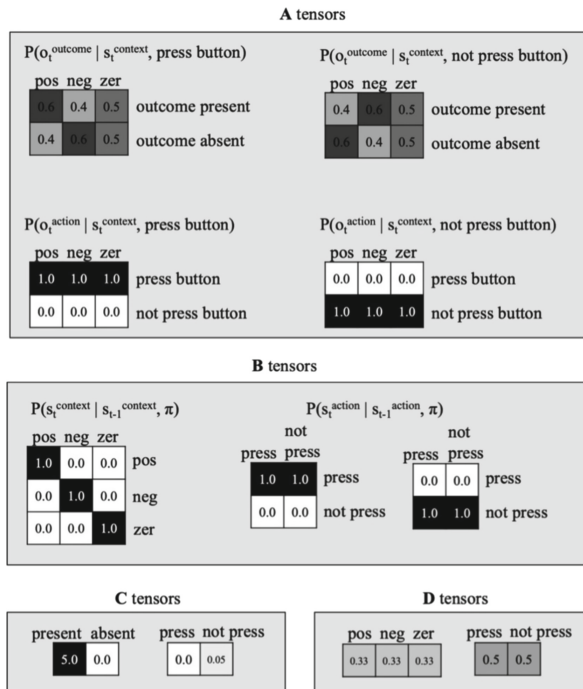 A tensors
P(o_t^outcome | s_t^context, press button)
P(o_t^outcome | s_t^context, not press button)
pos neg zer
0.6 0.4 0.5 outcome present
0.4 0.6 0.5 outcome absent
pos neg zer
0.4 0.6 0.5 outcome present
0.6 0.4 0.5 outcome absent
P(o_t^action | s_t^context, press button)
P(o_t^action | s_t^context, not press button)
pos neg zer
1.0 1.0 1.0 press button
0.0 0.0 0.0 not press button
pos neg zer
0.0 0.0 0.0 press button
1.0 1.0 1.0 not press button
B tensors
P(s_t^context | s_t-1^context, π)
pos neg zer
1.0 0.0 0.0 pos
0.0 1.0 0.0 neg
0.0 0.0 1.0 zer
P(s_t^action | s_t-1^action, π)
not
press press
1.0 1.0 press
0.0 0.0 not press
not
press press
0.0 0.0 press
1.0 1.0 not press
C tensors
present absent
5.0 0.0
press not press
0.0 0.05
D tensors
pos neg zer
0.33 0.33 0.33
press not press
0.5 0.5